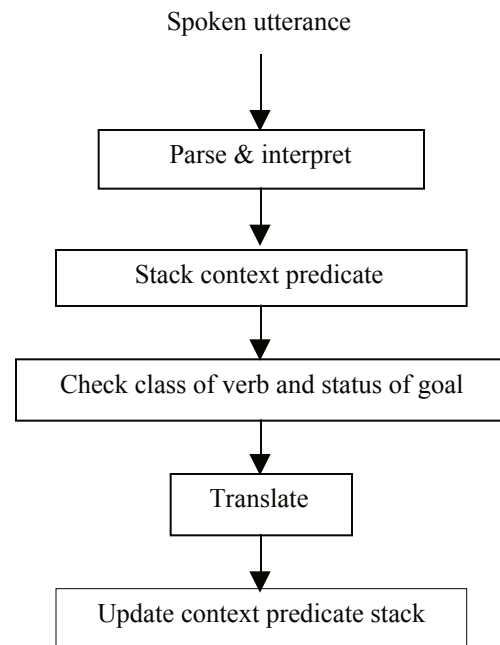 Spoken utterance
Parse & interpret
Stack context predicate
Check class of verb and status of goal
Translate
Update context predicate stack